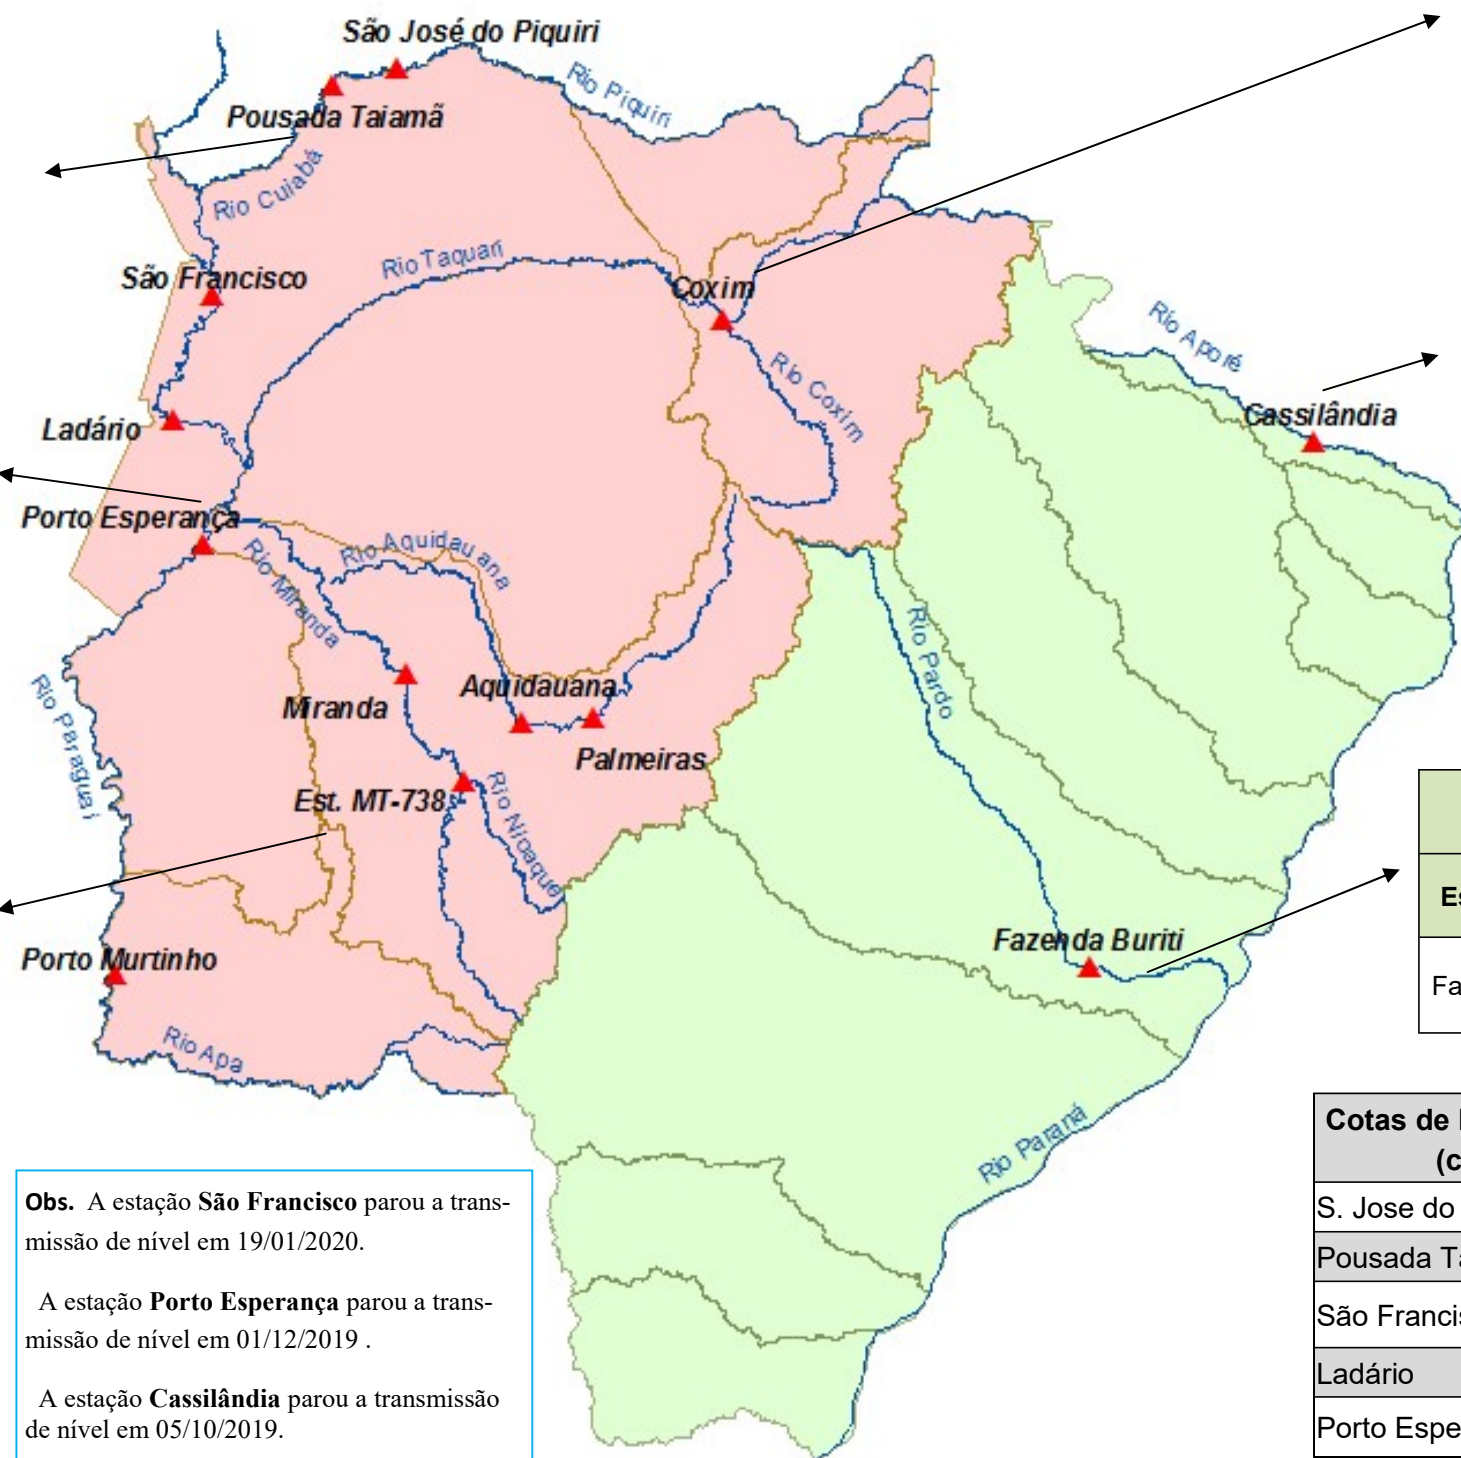 São José do Piquiri
Rio Piquiri
Pousada Taiamã
Rio Cuiabá
Rio Taquari
São Francisco
Coxim
Rio Aporé
Rio Coxim
Cassilândia
Ladário
Porto Esperança
Rio Aquidauana
Rio Miranda
Rio Pardo
Rio Paraguai
Miranda
Aquidauana
Palmeiras
Est. MT-738
Rio Nioaque
Fazenda Buriti
Porto Murtinho
Rio Apa
Rio Paraná
Obs. A estação São Francisco parou a trans-
missão de nível em 19/01/2020.
A estação Porto Esperança parou a trans-
missão de nível em 01/12/2019 .
A estação Cassilândia parou a transmissão
de nível em 05/10/2019.
Cotas de
S. Jose do
Pousada
São
Ladário
Porto